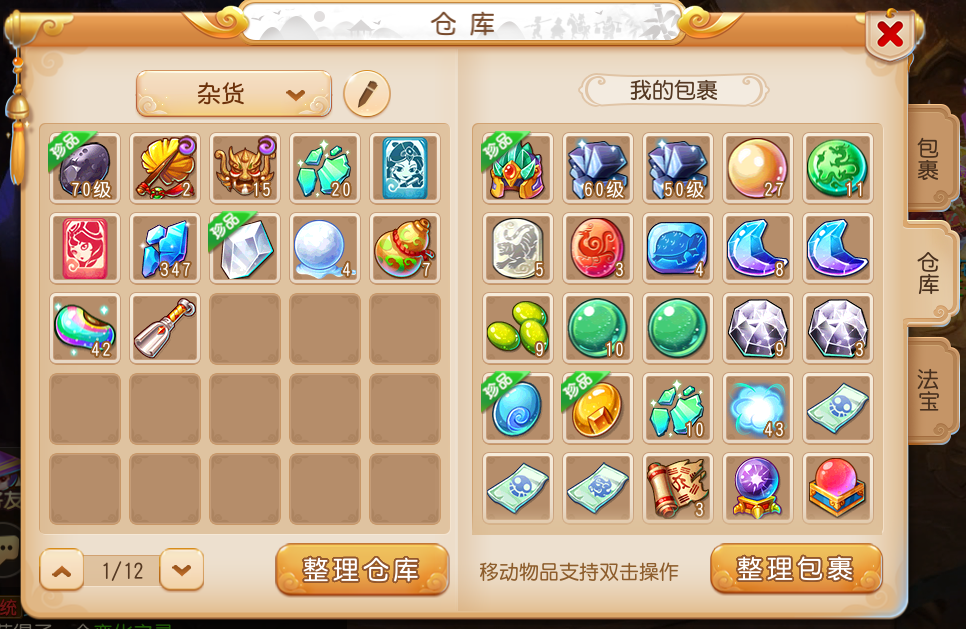 仓库
杂货
我的包裹
珍品 70级 2 15 20
347 珍品 4 7
42
珍品 60级 50级 27 11
5 3 4 8
9 10 9 3
珍品 珍品 10 43
3
包裹
仓库
法宝
1/12
整理仓库
移动物品支持双击操作
整理包裹
统